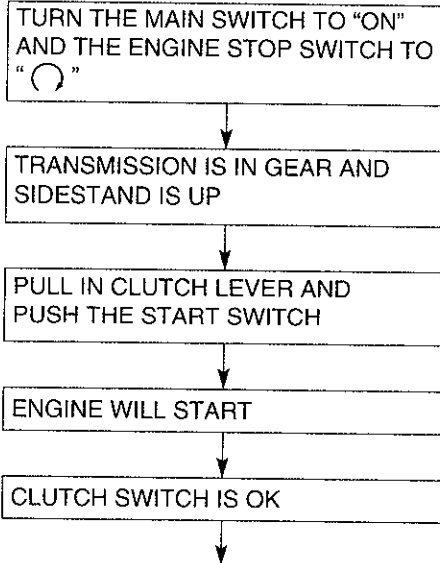 TURN THE MAIN SWITCH TO “ON”
AND THE ENGINE STOP SWITCH TO
“ ”
TRANSMISSION IS IN GEAR AND
SIDESTAND IS UP
PULL IN CLUTCH LEVER AND
PUSH THE START SWITCH
ENGINE WILL START
CLUTCH SWITCH IS OK